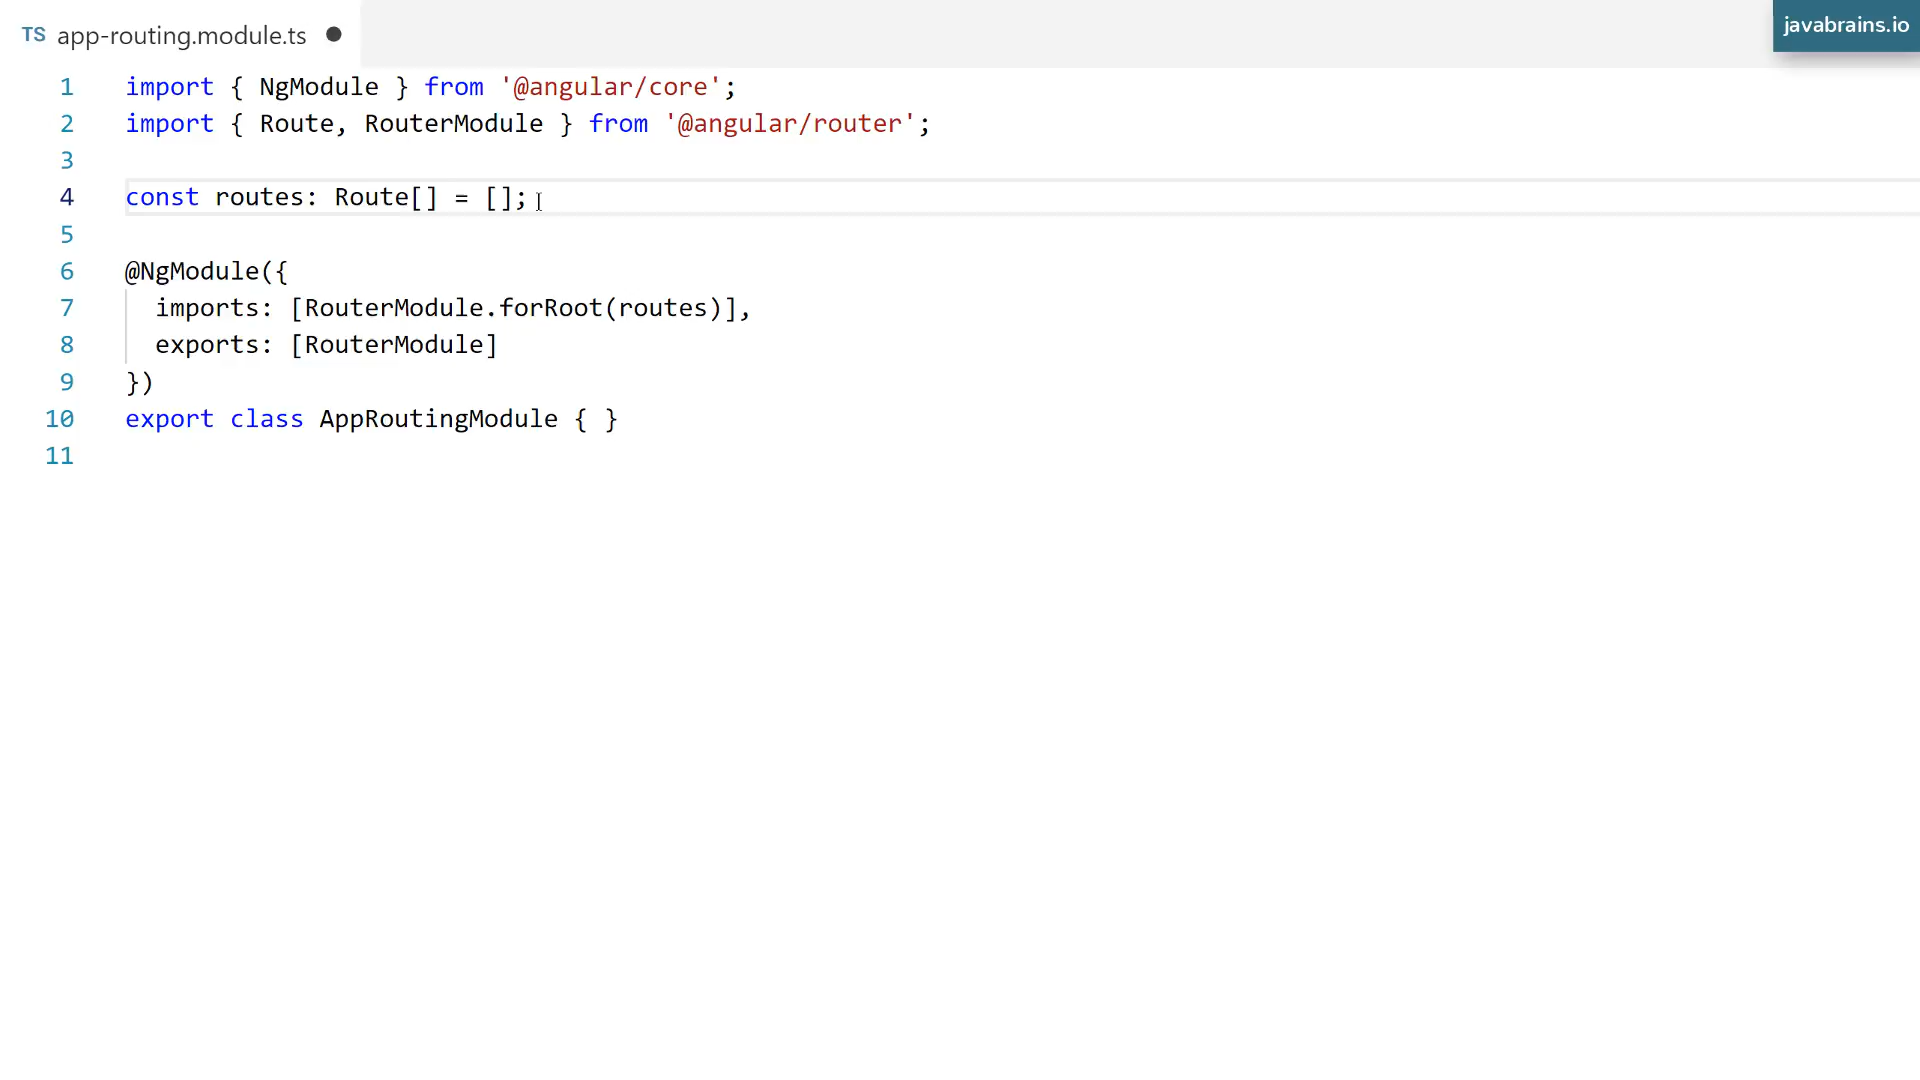 TS app-routing.module.ts
javabrains.io
1 import { NgModule } from '@angular/core';
2 import { Route, RouterModule } from '@angular/router';
3
4 const routes: Route[] = [];
5
6 @NgModule({
7   imports: [RouterModule.forRoot(routes)],
8   exports: [RouterModule]
9 })
10 export class AppRoutingModule { }
11